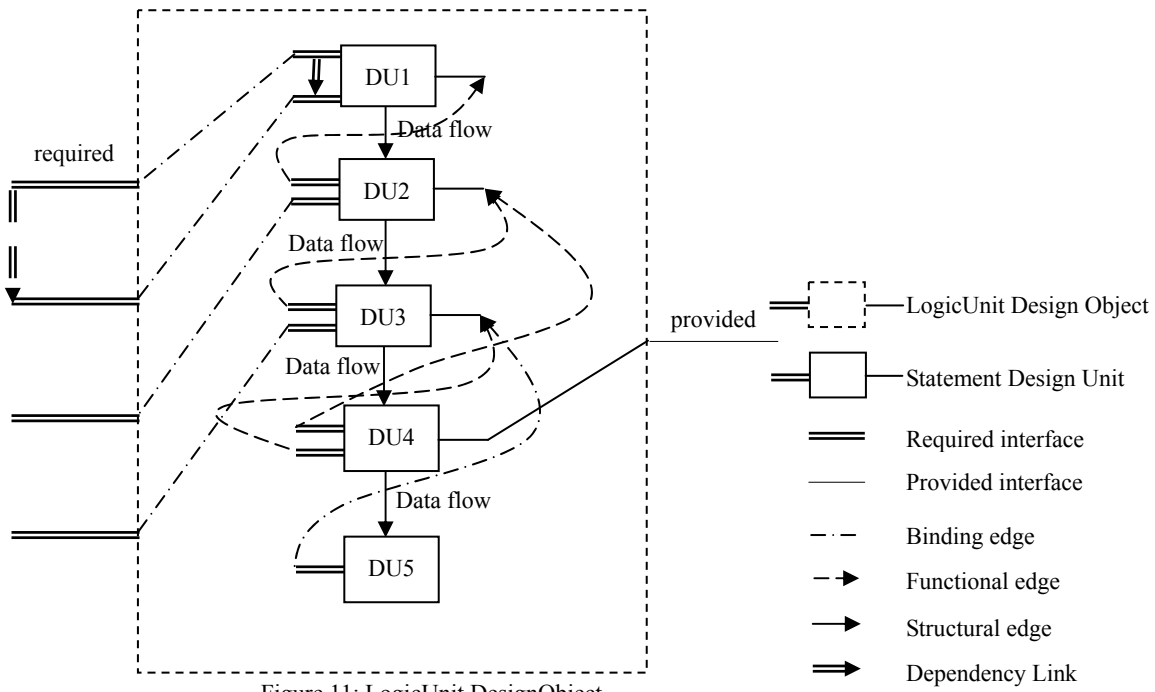 DU1
Data flow
required
DU2
Data flow
DU3
provided
LogicUnit Design Object
Data flow
Statement Design Unit
DU4
Required interface
Provided interface
Data flow
Binding edge
DU5
Functional edge
Structural edge
Dependency Link
Figure 11: LogicUnit DesignObject